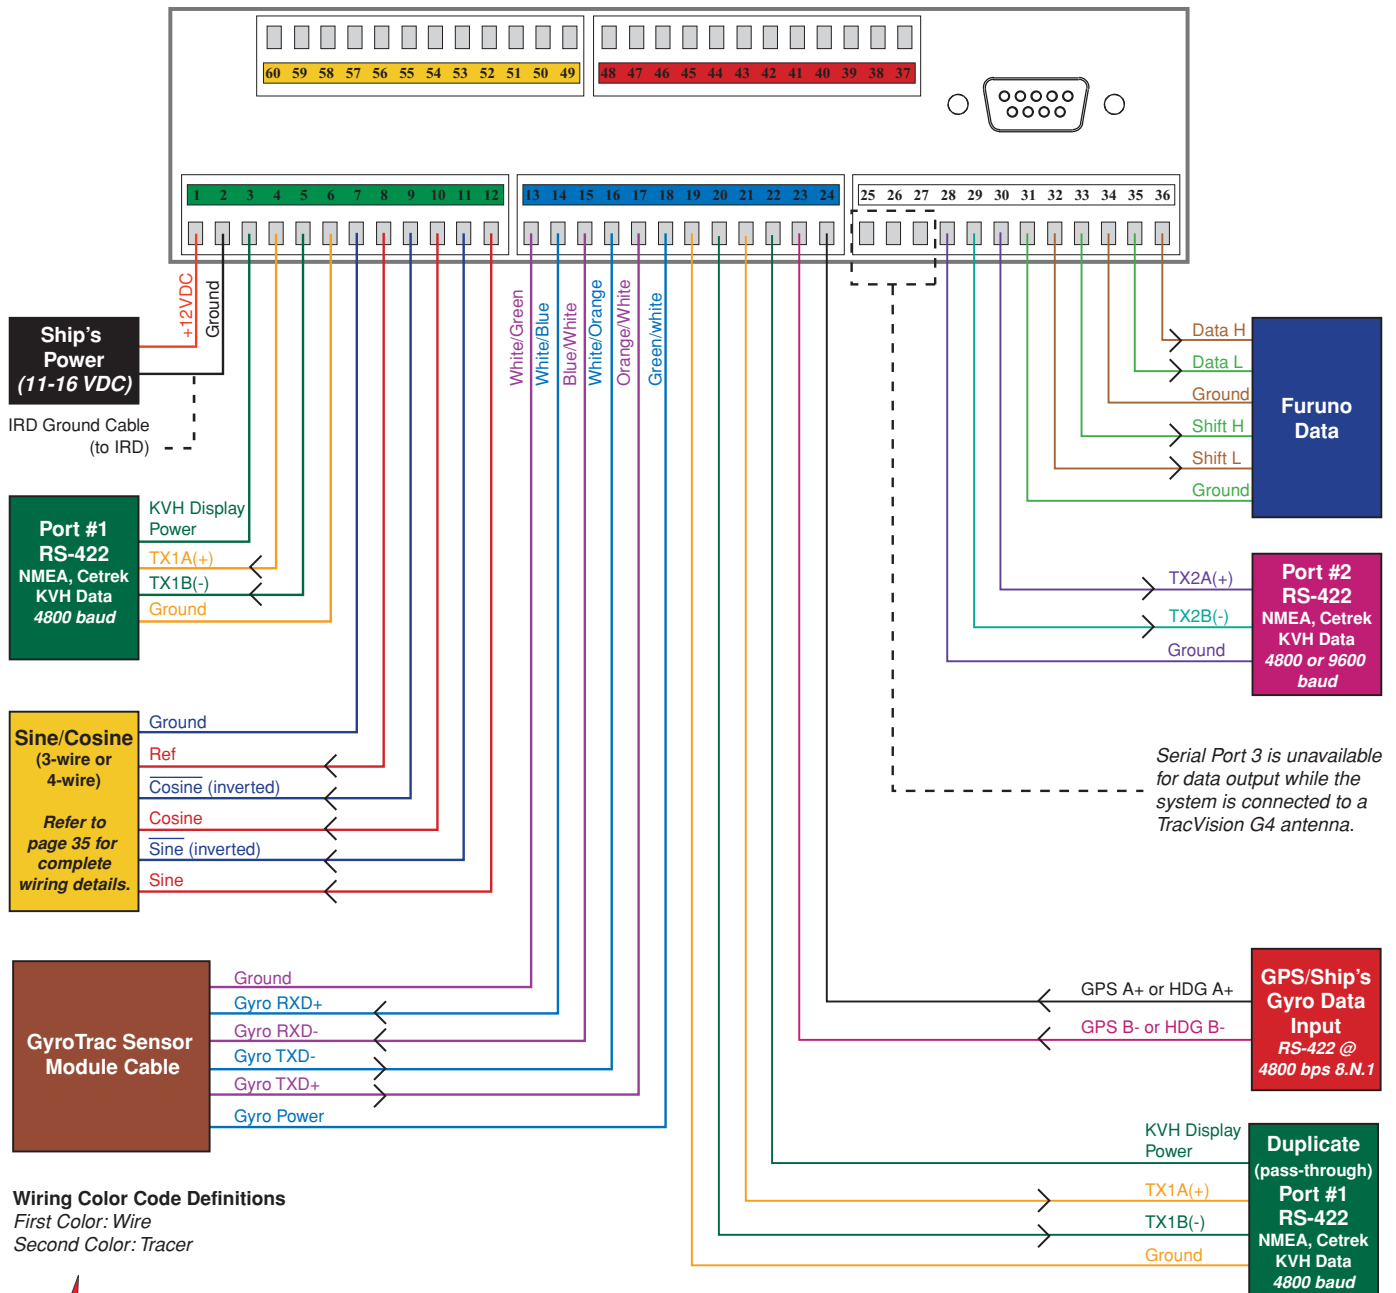 60 59 58 57 56 55 54 53 52 51 50 49
48 47 46 45 44 43 42 41 40 39 38 37
1 2 3 4 5 6 7 8 9 10 11 12
13 14 15 16 17 18 19 20 21 22 23 24
25 26 27 28 29 30 31 32 33 34 35 36
+12VDC
Ground
White/Green
White/Blue
Blue/White
White/Orange
Orange/White
Green/white
Ship's
Power
(11-16 VDC)
IRD Ground Cable
(to IRD)
Port #1
RS-422
NMEA, Cetrek
KVH Data
4800 baud
KVH Display
Power
TX1A(+)
TX1B(-)
Ground
Sine/Cosine
(3-wire or
4-wire)
Refer to
page 35 for
complete
wiring details.
Ground
Ref
Cosine (inverted)
Cosine
Sine (inverted)
Sine
GyroTrac Sensor
Module Cable
Ground
Gyro RXD+
Gyro RXD-
Gyro TXD-
Gyro TXD+
Gyro Power
Wiring Color Code Definitions
First Color: Wire
Second Color: Tracer
Data H
Data L
Ground
Shift H
Shift L
Ground
Furuno
Data
TX2A(+)
TX2B(-)
Ground
Port #2
RS-422
NMEA, Cetrek
KVH Data
4800 or 9600
baud
Serial Port 3 is unavailable
for data output while the
system is connected to a
TracVision G4 antenna.
GPS A+ or HDG A+
GPS B- or HDG B-
GPS/Ship's
Gyro Data
Input
RS-422 @
4800 bps 8.N.1
KVH Display
Power
TX1A(+)
TX1B(-)
Ground
Duplicate
(pass-through)
Port #1
RS-422
NMEA, Cetrek
KVH Data
4800 baud